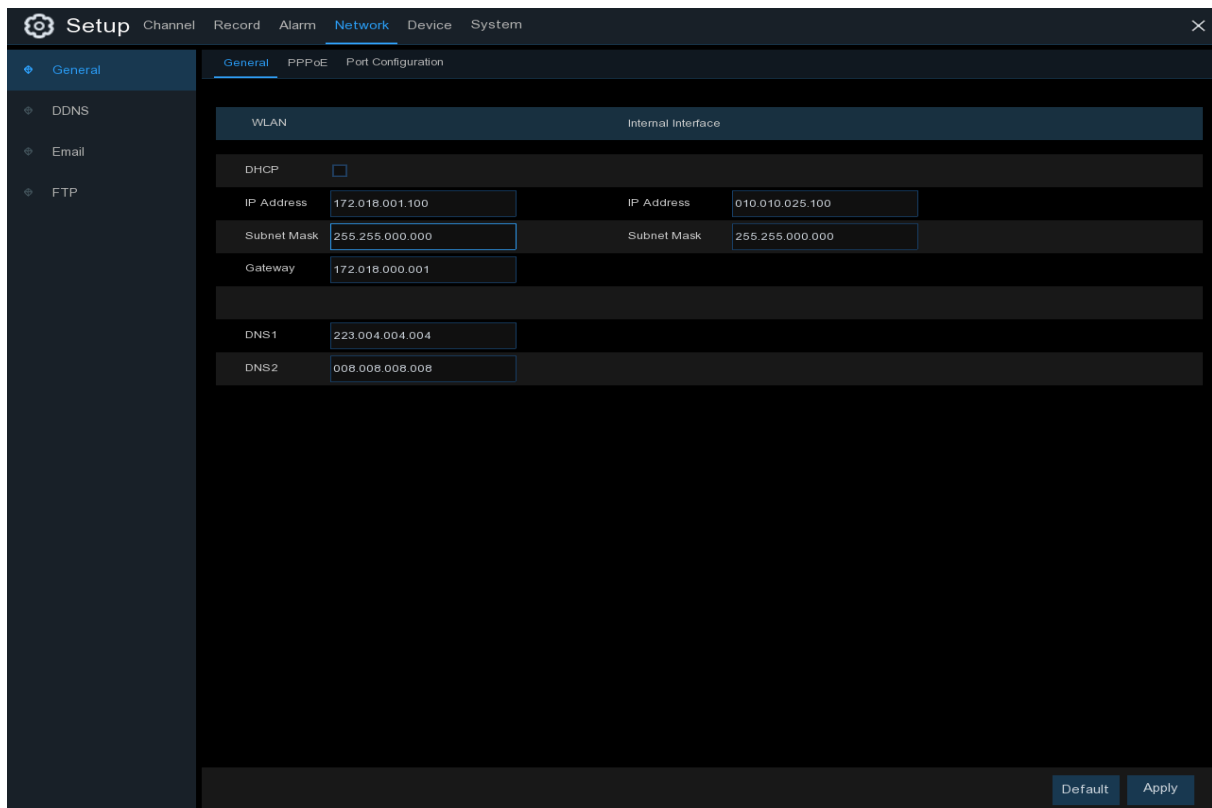 Setup Channel Record Alarm Network Device System
General PPPoE Port Configuration
General
DDNS
Email
FTP
WLAN Internal Interface
DHCP
IP Address 172.018.001.100 IP Address 010.010.025.100
Subnet Mask 255.255.000.000 Subnet Mask 255.255.000.000
Gateway 172.018.000.001
DNS1 223.004.004.004
DNS2 008.008.008.008
Default Apply